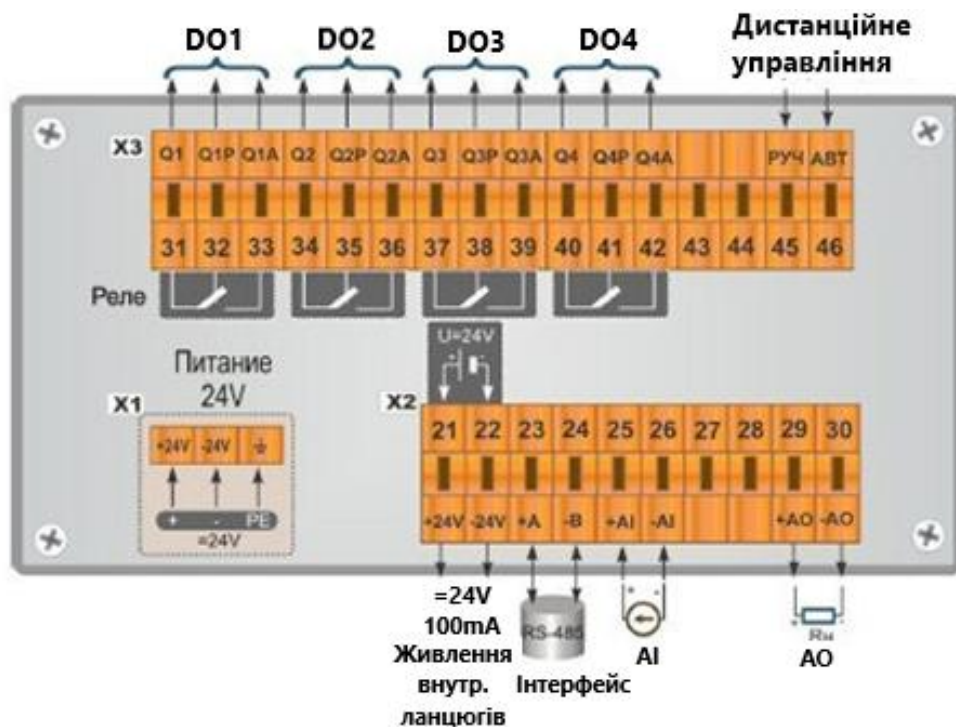 DO1 DO2 DO3 DO4 Дистанційне
управління
X3 Q1 Q1P Q1A Q2 Q2P Q2A Q3 Q3P Q3A Q4 Q4P Q4A РУЧ АВТ
31 32 33 34 35 36 37 38 39 40 41 42 43 44 45 46
Реле
U=24V
Питание
24V
X1
X2
21 22 23 24 25 26 27 28 29 30
+24V -24V
+ - PE
=24V
+24V -24V +A -B +AI -AI +AO -AO
=24V
100mA
Живлення
внутр.
ланцюгів
RS-485
Інтерфейс
+ -
AI
+ -
Rн
AO